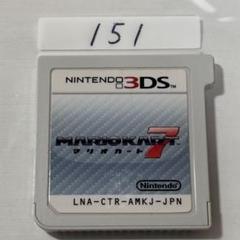 151
NINTENDO 3DS
MARIOKART 7
マリオカート
Nintendo
LNA-CTR-AMKJ-JPN